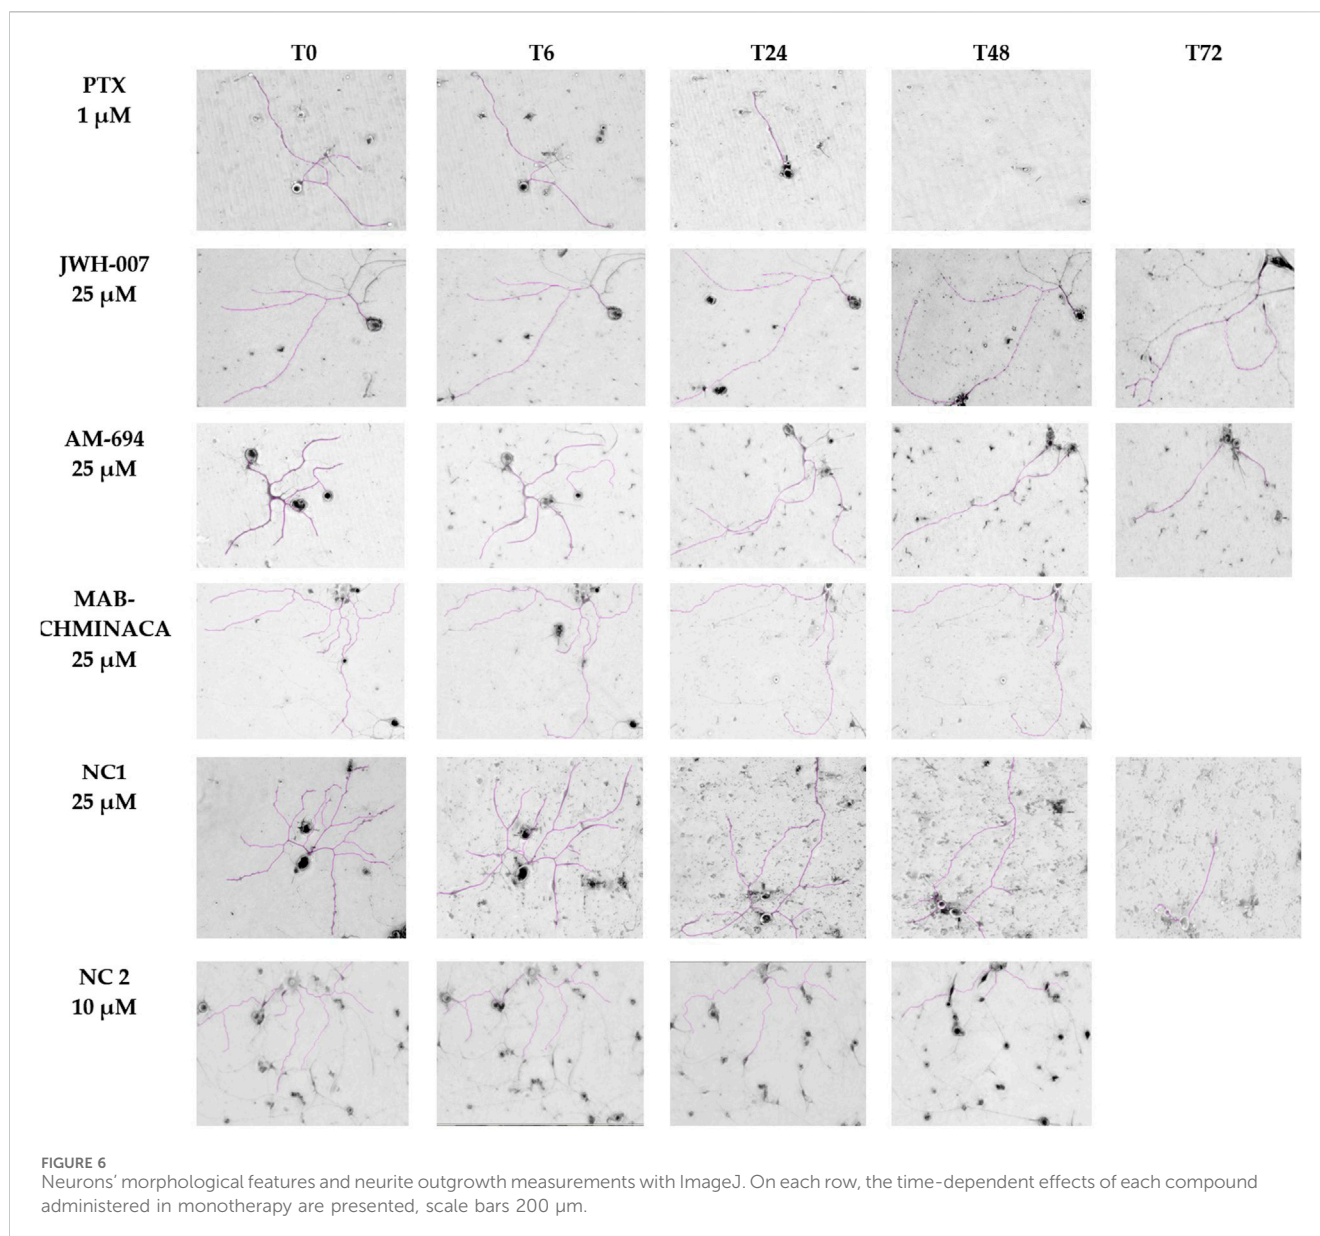 T0 T6 T24 T48 T72
PTX
1 μM
JWH-007
25 μM
AM-694
25 μM
MAB-
CHMINACA
25 μM
NC1
25 μM
NC 2
10 μM
FIGURE 6
Neurons' morphological features and neurite outgrowth measurements with ImageJ. On each row, the time-dependent effects of each compound
administered in monotherapy are presented, scale bars 200 μm.